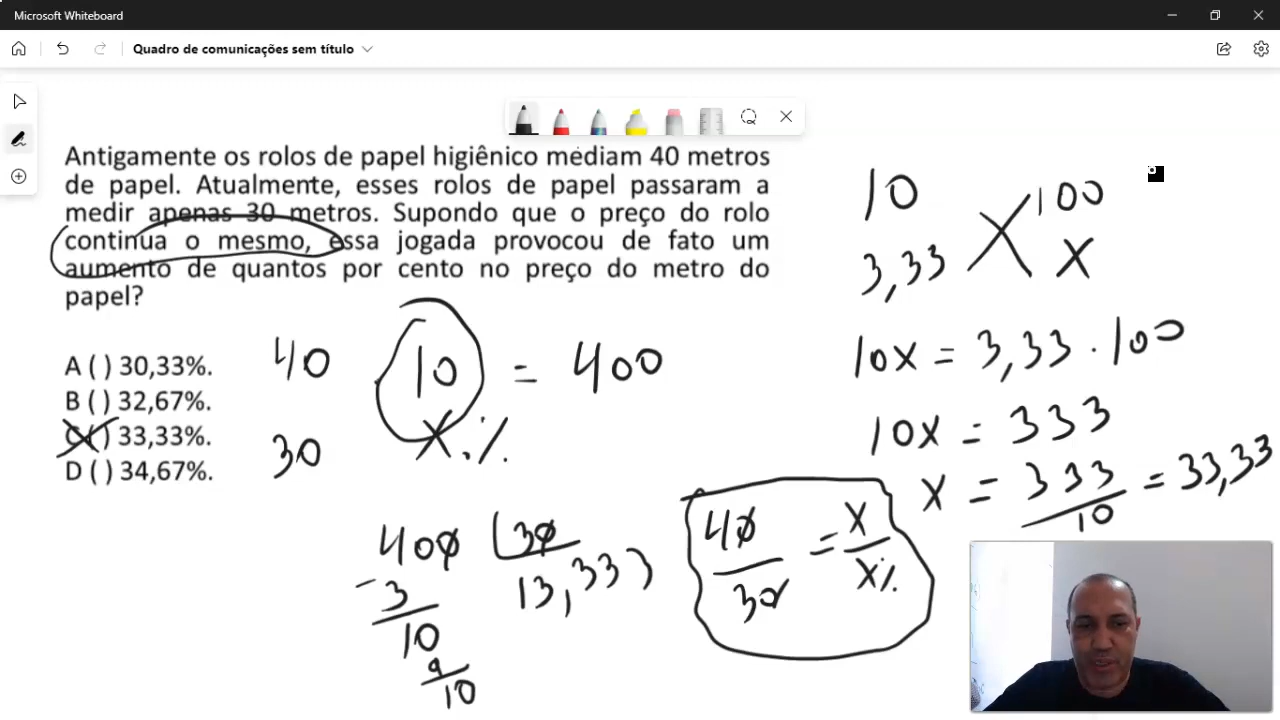 Microsoft Whiteboard
Quadro de comunicações sem título
Antigamente os rolos de papel higiênico mediam 40 metros
de papel. Atualmente, esses rolos de papel passaram a
medir apenas 30 metros. Supondo que o preço do rolo
continua o mesmo, essa jogada provocou de fato um
aumento de quantos por cento no preço do metro do
papel?
A ( ) 30,33%.
B ( ) 32,67%.
C ( ) 33,33%.
D ( ) 34,67%.
40 10 = 400
30 X %
400 30
- 3 13,333
10
9
10
40/30 = X/X%
10 100
3,33 X
10X = 3,33 . 100
10X = 333
X = 333/10 = 33,33